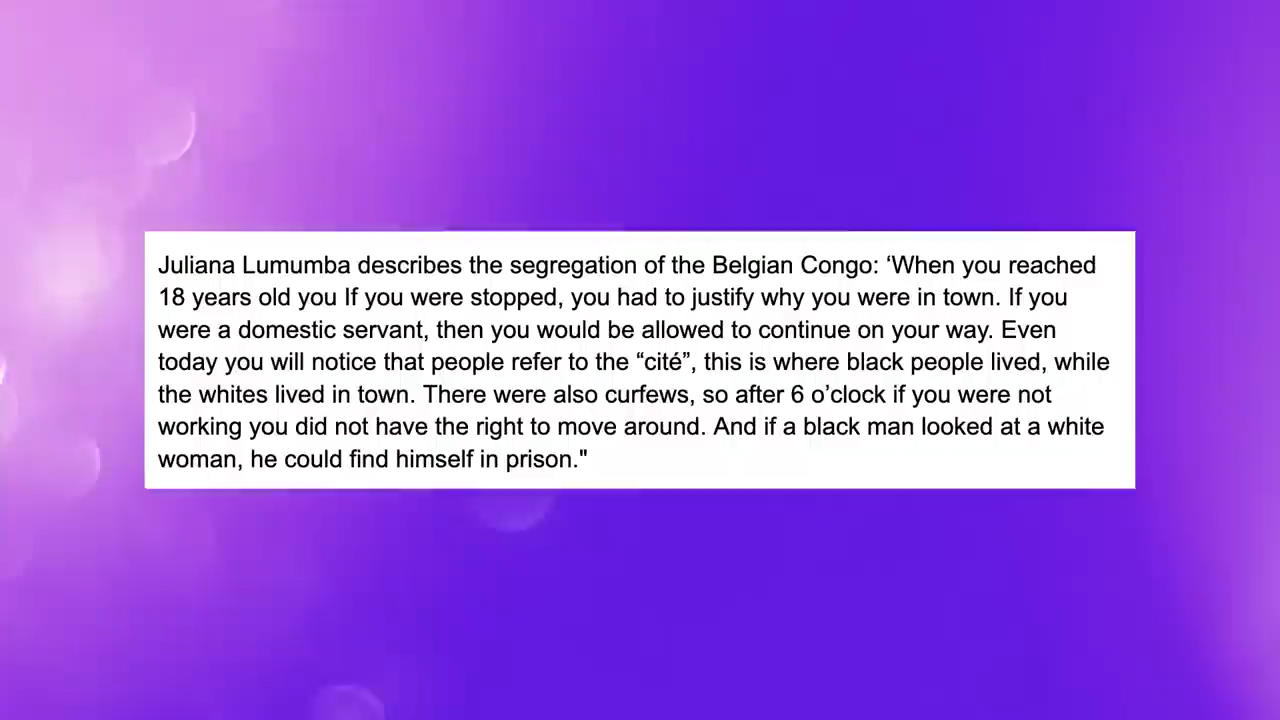 Juliana Lumumba describes the segregation of the Belgian Congo: ‘When you reached
18 years old you If you were stopped, you had to justify why you were in town. If you
were a domestic servant, then you would be allowed to continue on your way. Even
today you will notice that people refer to the “cité”, this is where black people lived, while
the whites lived in town. There were also curfews, so after 6 o’clock if you were not
working you did not have the right to move around. And if a black man looked at a white
woman, he could find himself in prison."